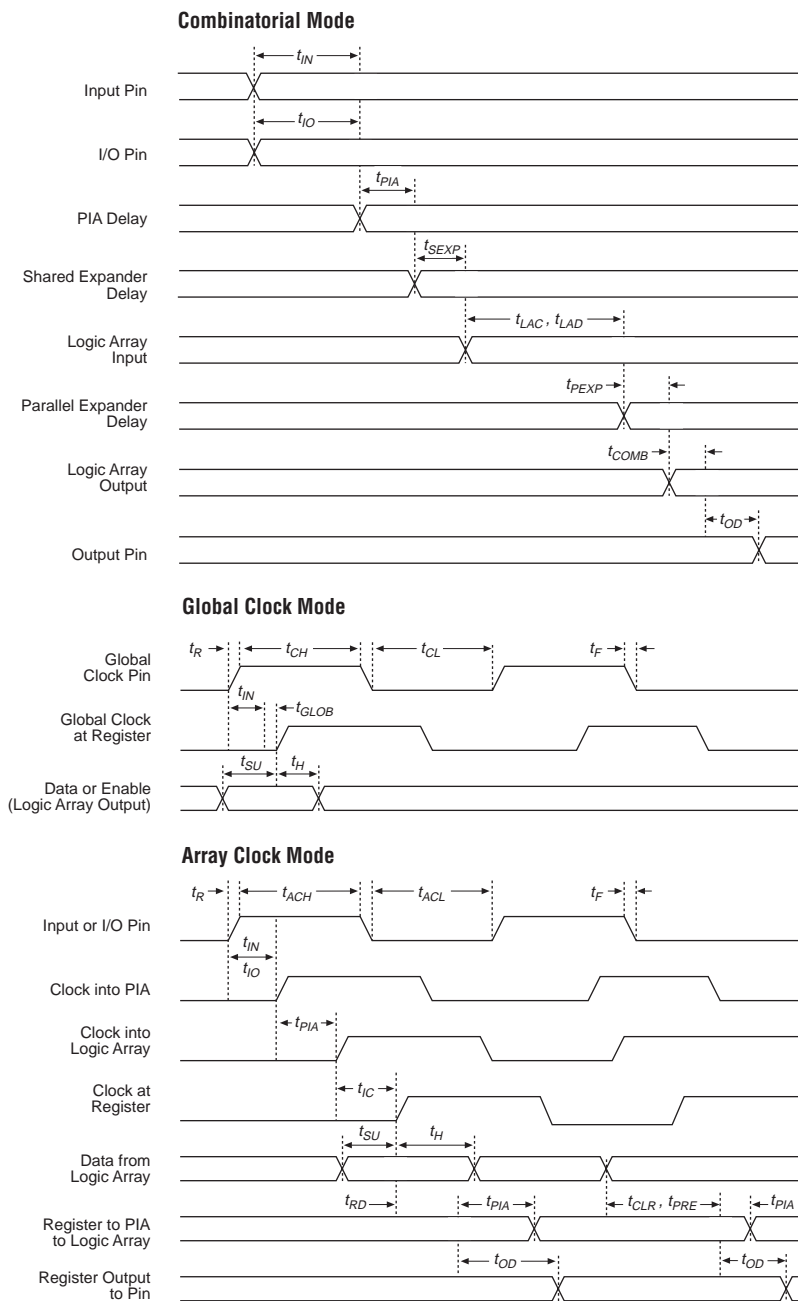 Combinatorial Mode
tIN
Input Pin
tIO
I/O Pin
tPIA
PIA Delay
tSEXP
Shared Expander
Delay
tLAC , tLAD
Logic Array
Input
tPEXP
Parallel Expander
Delay
tCOMB
Logic Array
Output
tOD
Output Pin
Global Clock Mode
tR tCH tCL tF
Global
Clock Pin
tIN tGLOB
Global Clock
at Register
tSU tH
Data or Enable
(Logic Array Output)
Array Clock Mode
tR tACH tACL tF
Input or I/O Pin
tIN
tIO
Clock into PIA
tPIA
Clock into
Logic Array
tIC
Clock at
Register
tSU tH
Data from
Logic Array
tRD tPIA tCLR , tPRE tPIA
Register to PIA
to Logic Array
tOD tOD
Register Output
to Pin